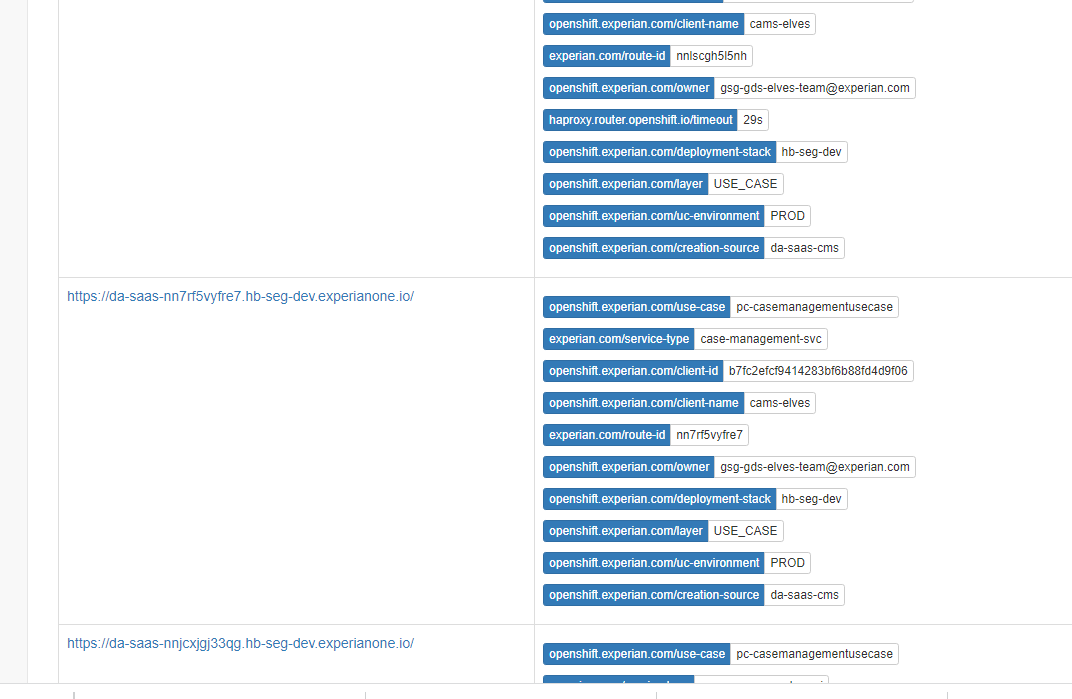 openshift.experian.com/client-name cams-elves
experian.com/route-id nnlscgh5l5nh
openshift.experian.com/owner gsg-gds-elves-team@experian.com
haproxy.router.openshift.io/timeout 29s
openshift.experian.com/deployment-stack hb-seg-dev
openshift.experian.com/layer USE_CASE
openshift.experian.com/uc-environment PROD
openshift.experian.com/creation-source da-saas-cms
https://da-saas-nn7rf5vyfre7.hb-seg-dev.experianone.io/
openshift.experian.com/use-case pc-casemanagementusecase
experian.com/service-type case-management-svc
openshift.experian.com/client-id b7fc2efcf9414283bf6b88fd4d9f06
openshift.experian.com/client-name cams-elves
experian.com/route-id nn7rf5vyfre7
openshift.experian.com/owner gsg-gds-elves-team@experian.com
openshift.experian.com/deployment-stack hb-seg-dev
openshift.experian.com/layer USE_CASE
openshift.experian.com/uc-environment PROD
openshift.experian.com/creation-source da-saas-cms
https://da-saas-nnjcxjgj33qg.hb-seg-dev.experianone.io/
openshift.experian.com/use-case pc-casemanagementusecase